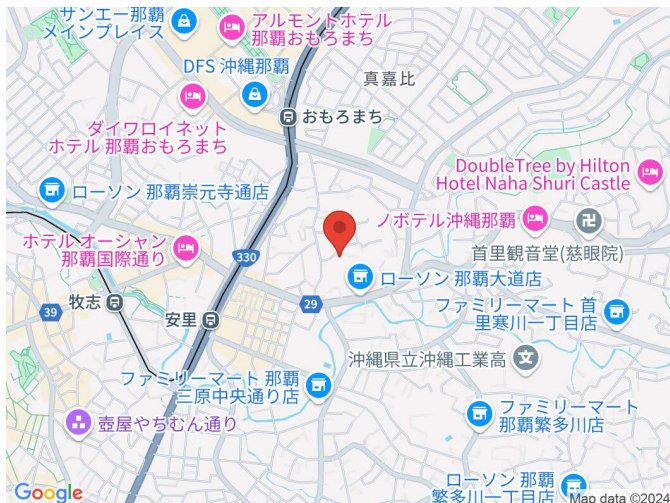 サンエー那覇
メインプレイス
アルモントホテル
那覇おもろまち
DFS 沖縄那覇
真嘉比
おもろまち
ダイワロイネット
ホテル 那覇おもろまち
DoubleTree by Hilton
Hotel Naha Shuri Castle
ローソン 那覇崇元寺通店
ノボテル沖縄那覇
ホテル オーシャン
那覇国際通り
330
首里観音堂(慈眼院)
ローソン 那覇大道店
牧志
39
安里
29
ファミリーマート 首
里寒川一丁目店
沖縄県立沖縄工業高
ファミリーマート 那覇
三原中央通り店
壺屋やちむん通り
ファミリーマート
那覇繁多川店
ローソン 那覇
繁多川一丁目店
Google
Map data ©2024